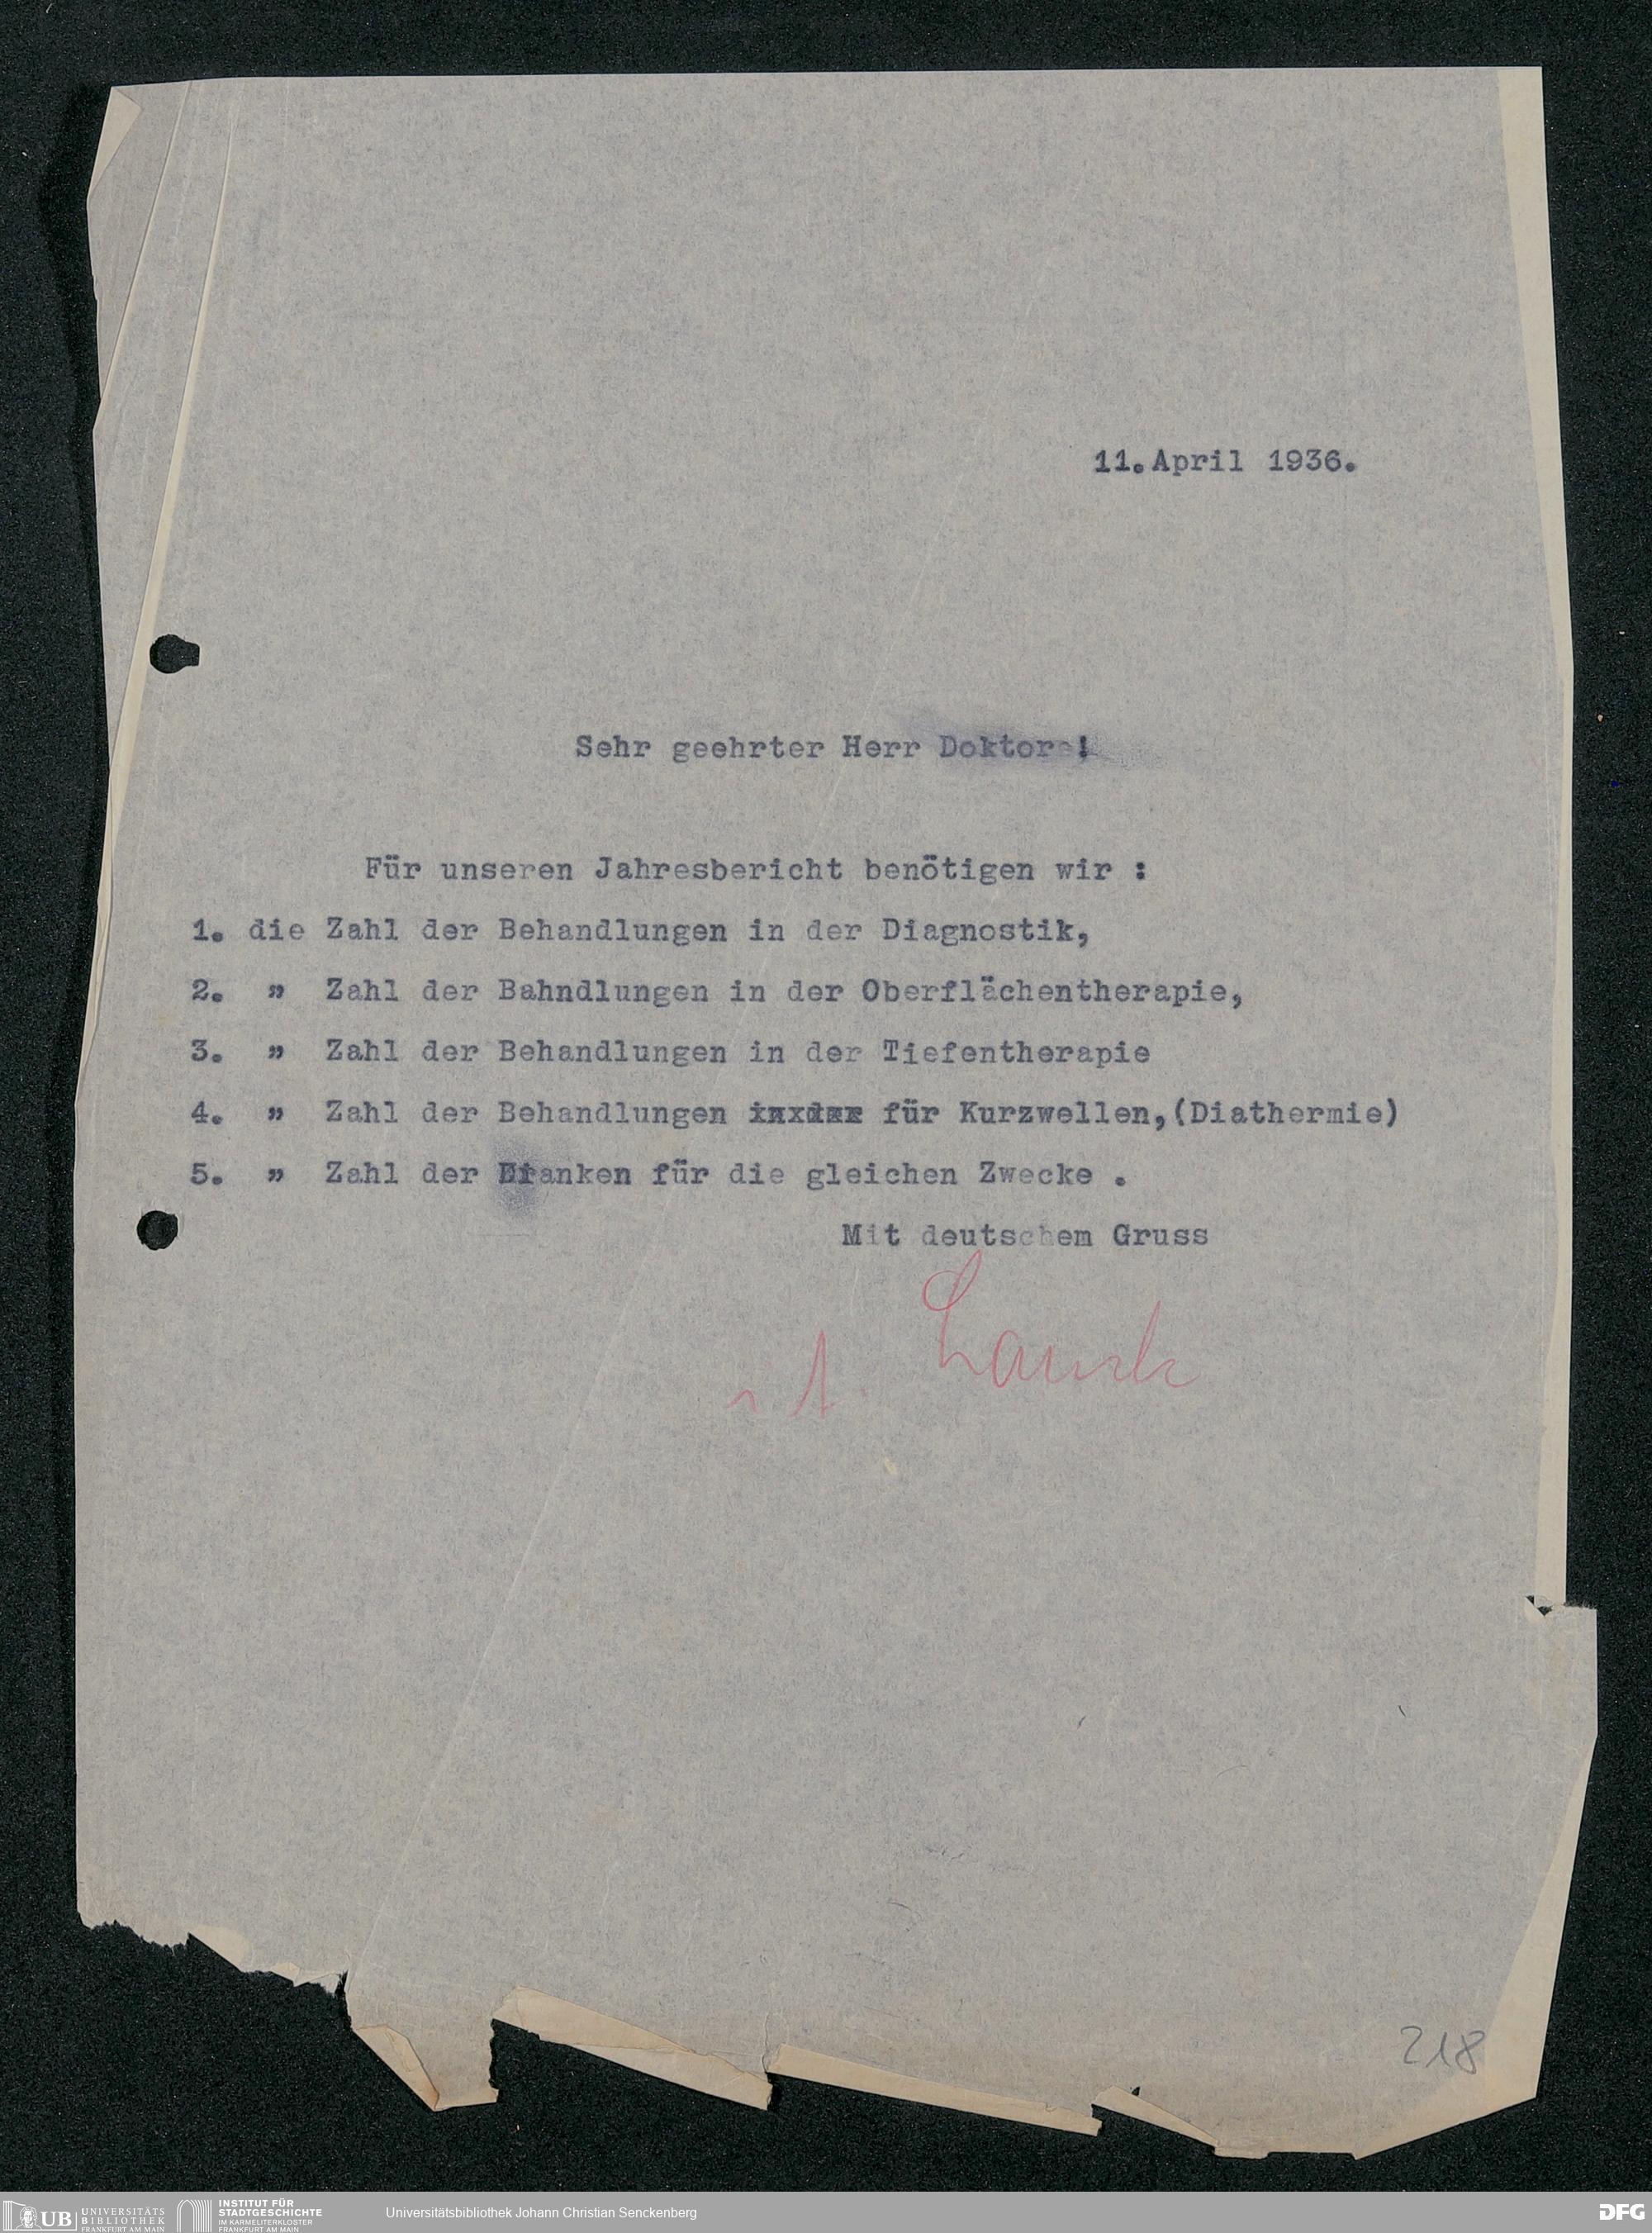 11.April 1936.
Sehr geehrter Herr Doktor !
Für unseren Jahresbericht benötigen wir :
1. die Zahl der Behandlungen in der Diagnostik,
2. " Zahl der Bahndlungen in der Oberflächentherapie,
3. " Zahl der Behandlungen in der Tiefentherapie
4. " Zahl der Behandlungen für Kurzwellen,(Diathermie)
5. " Zahl der Kranken für die gleichen Zwecke .
Mit deutschem Gruss
218
UB UNIVERSITÄTS BIBLIOTHEK FRANKFURT AM MAIN
INSTITUT FÜR STADTGESCHICHTE IM KARMELITERKLOSTER FRANKFURT AM MAIN
Universitätsbibliothek Johann Christian Senckenberg
DFG